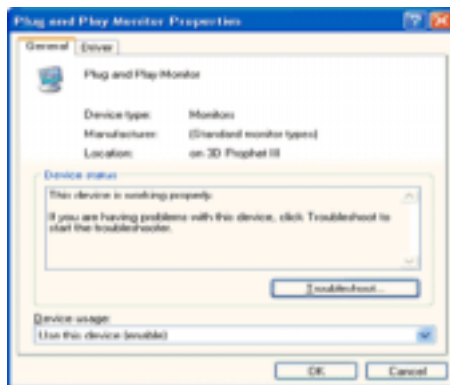 Plug and Play Monitor Properties
General Driver
Plug and Play Monitor
Device type: Monitors
Manufacturer: (Standard monitor types)
Location: on 3D Prophet III
Device status
This device is working properly.
If you are having problems with this device, click Troubleshoot to
start the troubleshooter.
Troubleshoot...
Device usage:
Use this device (enable)
OK Cancel